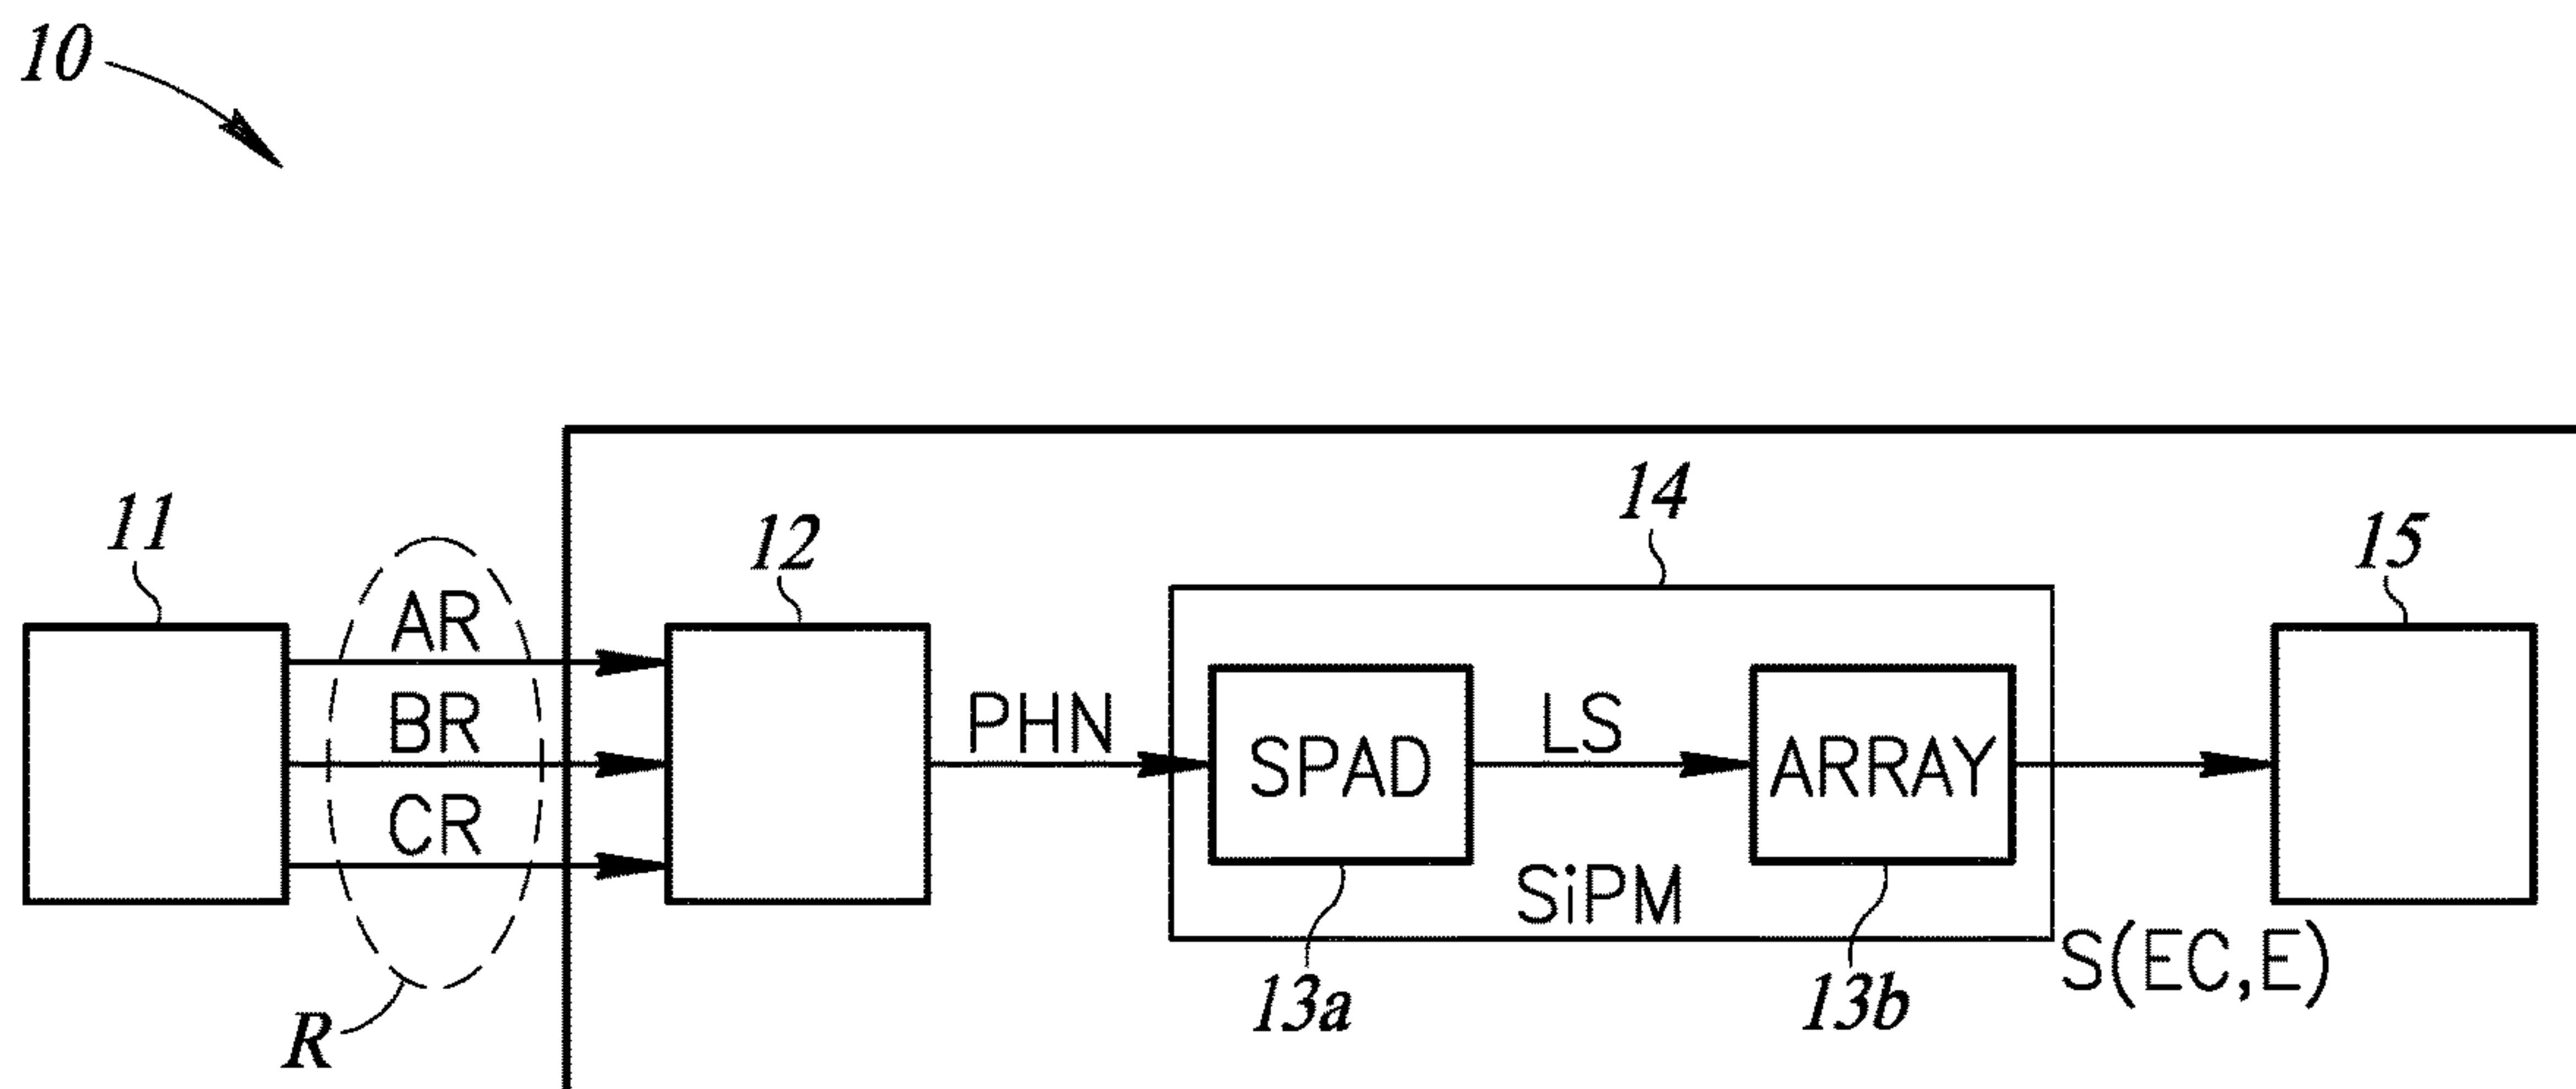 10
14
11
12
15
AR
BR
CR
PHN
SPAD
LS
ARRAY
SiPM
S(EC,E)
13a
13b
R